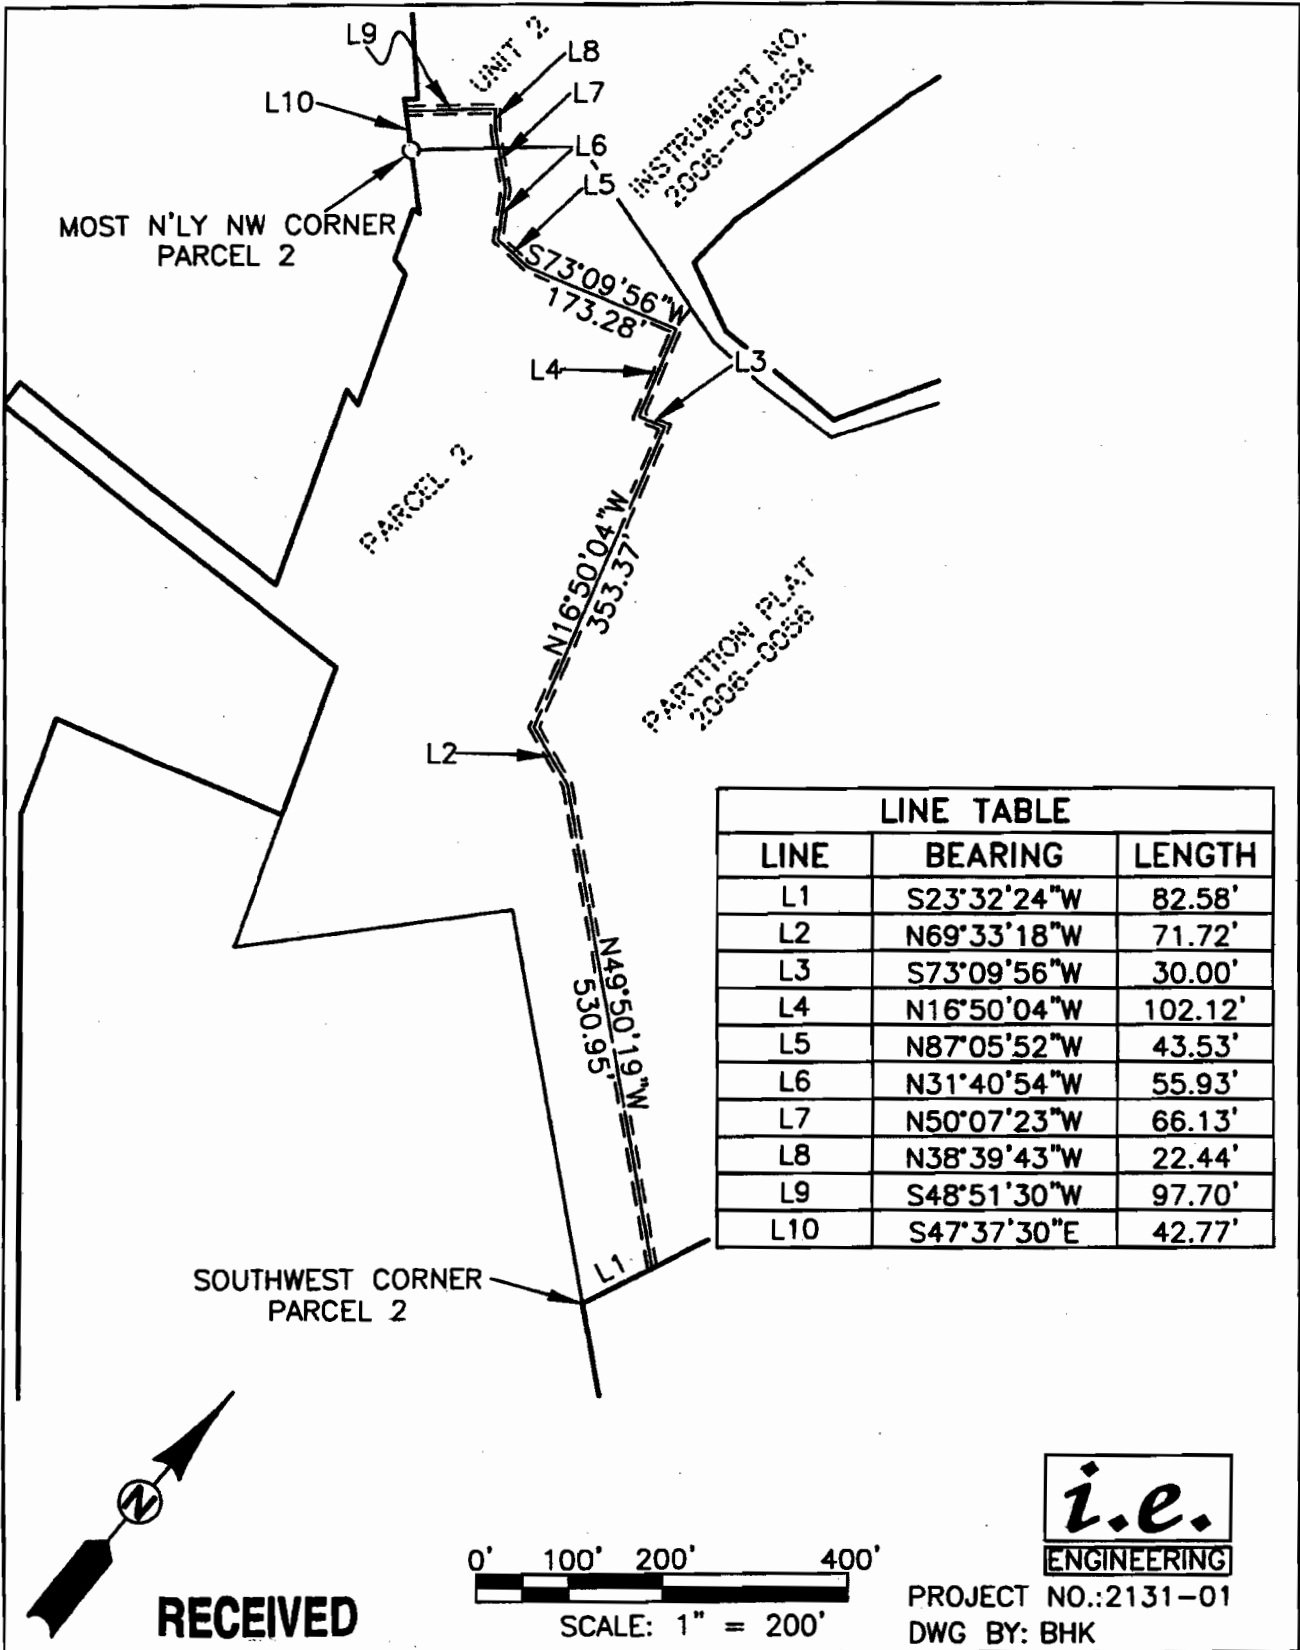 L9
UNIT 2
L8
INSTRUMENT NO.
2006-006254
L10
L7
L6
L5
MOST N'LY NW CORNER
PARCEL 2
S73°09'56"W
173.28'
L4
L3
PARCEL 2
N16°50'04"W
353.37'
PARTITION PLAT
2006-0056
L2
LINE TABLE
LINE BEARING LENGTH
L1 S23°32'24"W 82.58'
L2 N69°33'18"W 71.72'
L3 S73°09'56"W 30.00'
L4 N16°50'04"W 102.12'
L5 N87°05'52"W 43.53'
L6 N31°40'54"W 55.93'
L7 N50°07'23"W 66.13'
L8 N38°39'43"W 22.44'
L9 S48°51'30"W 97.70'
L10 S47°37'30"E 42.77'
N49°50'19"W
530.95'
L1
SOUTHWEST CORNER
PARCEL 2
N
RECEIVED
0' 100' 200' 400'
SCALE: 1" = 200'
i.e.
ENGINEERING
PROJECT NO.:2131-01
DWG BY: BHK